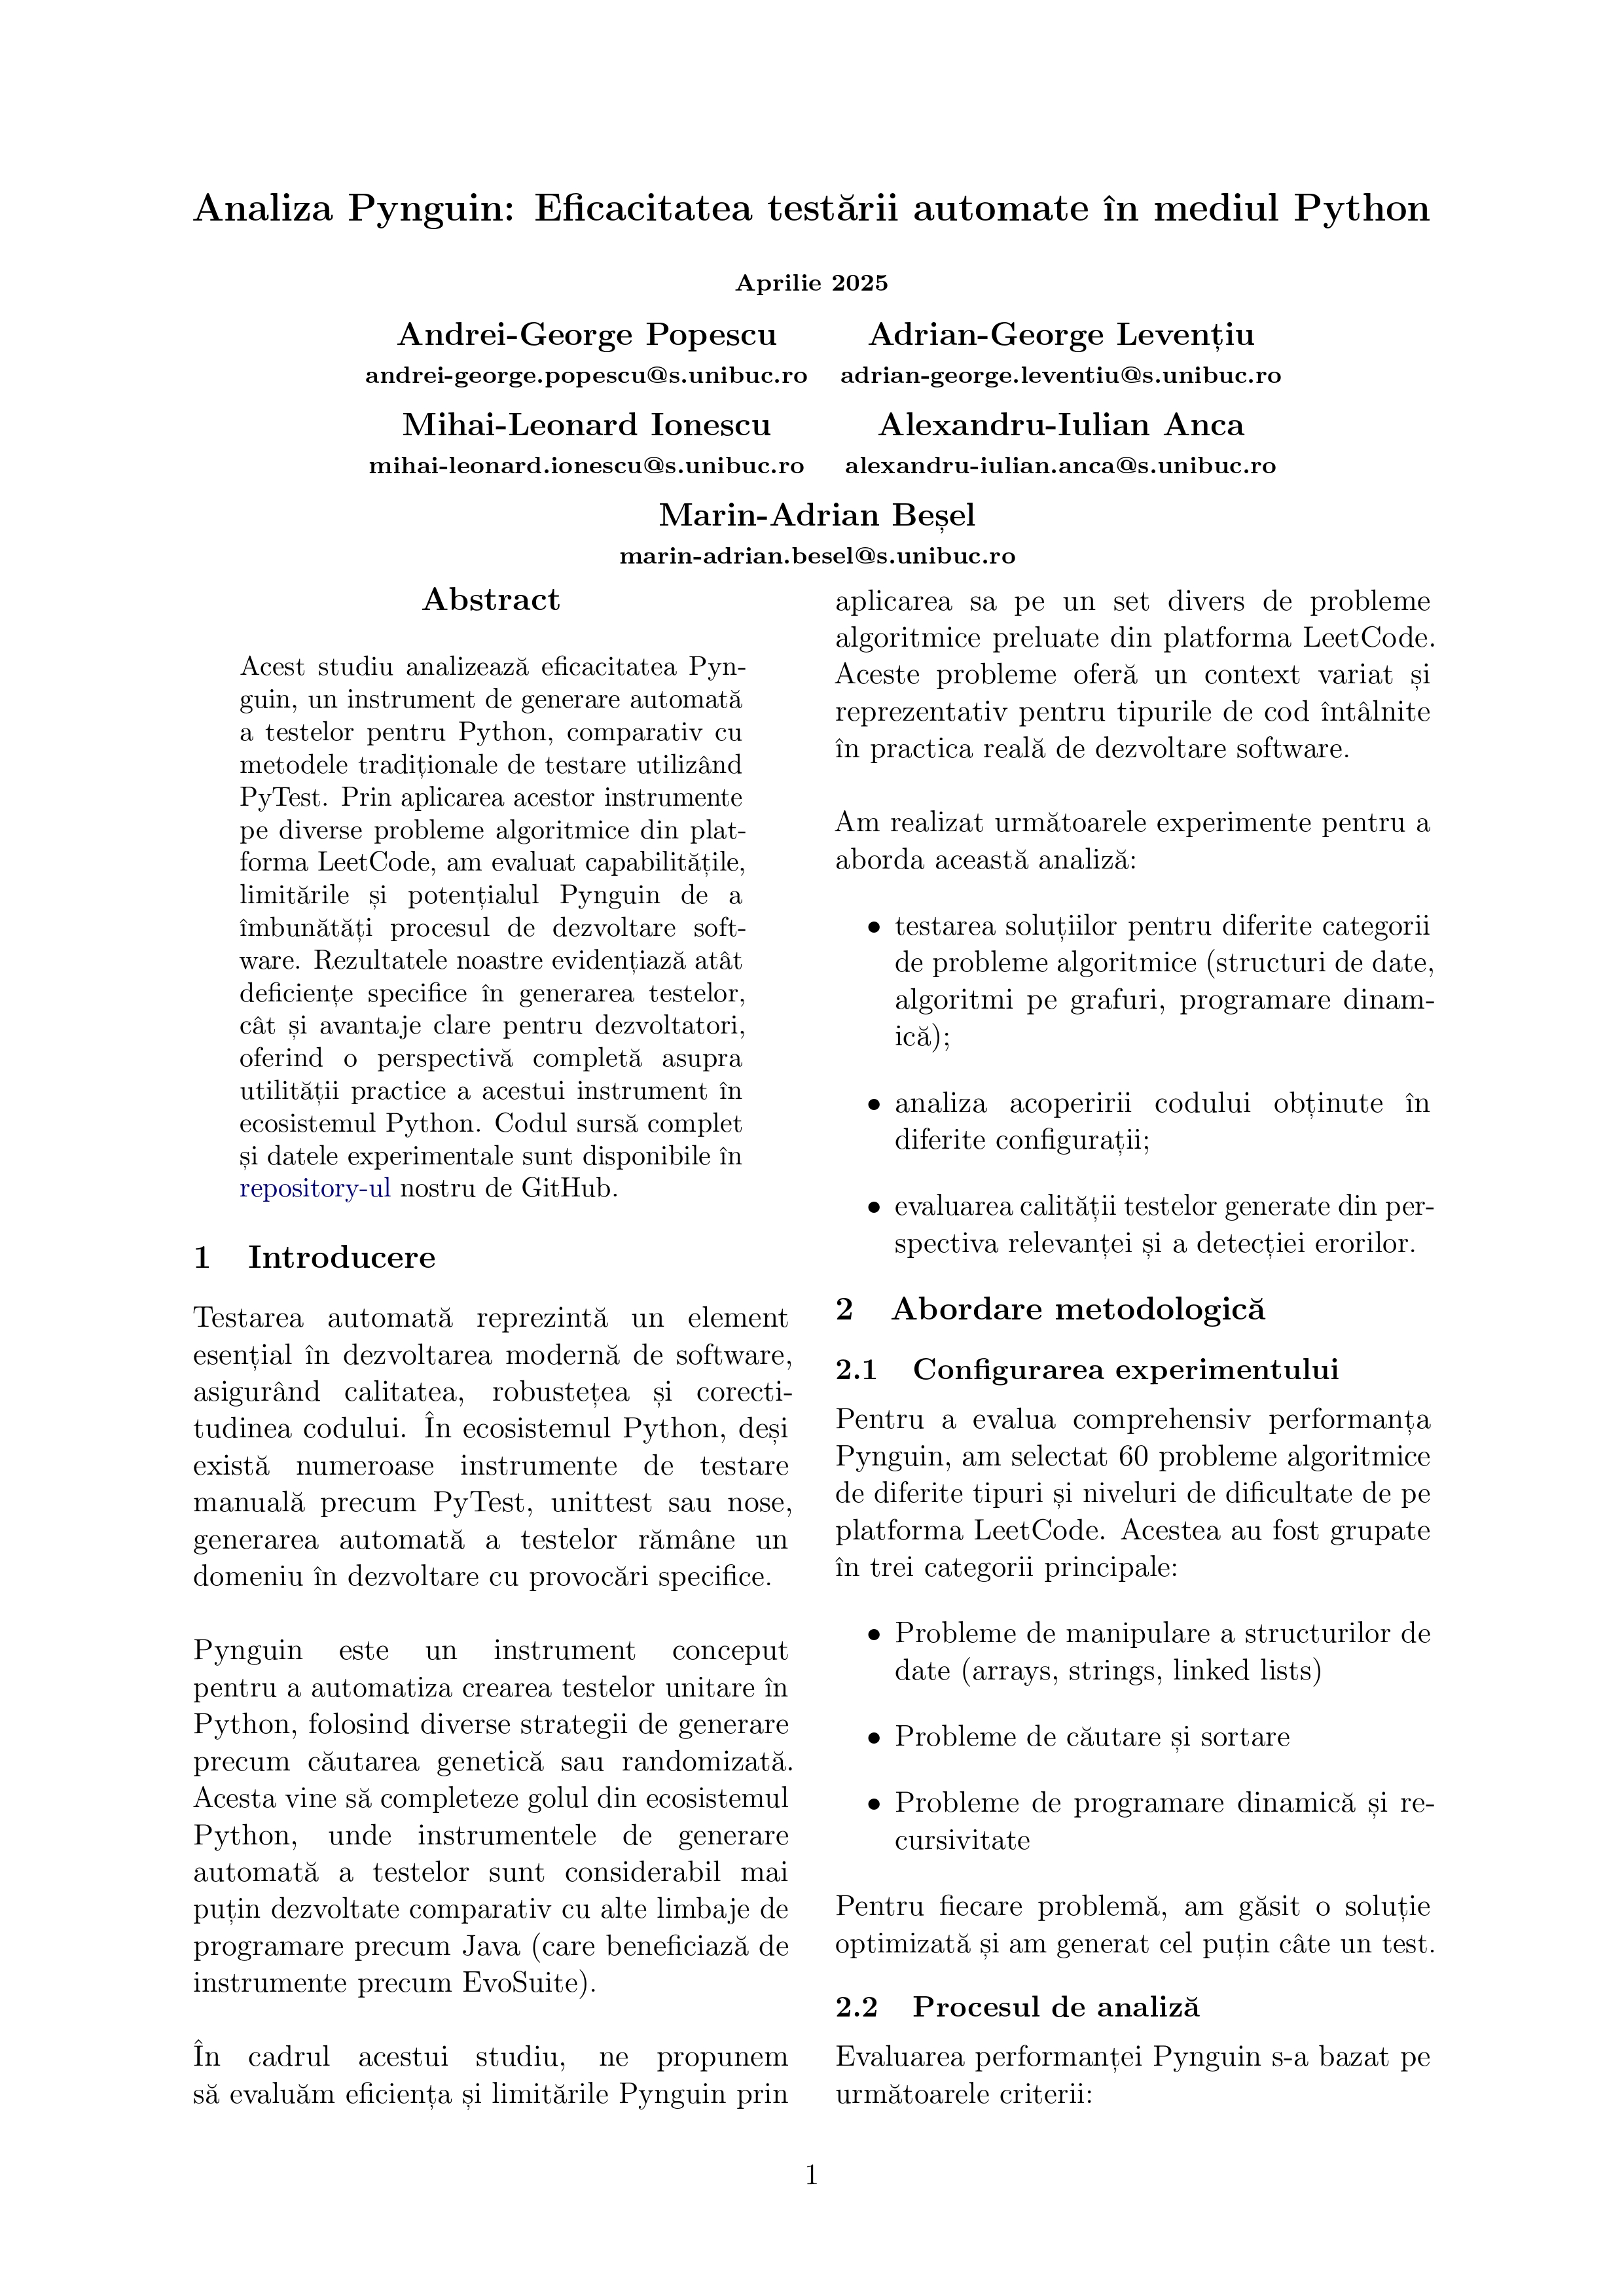 Analiza Pynguin: Eficacitatea testării automate în mediul Python
Aprilie 2025
Andrei-George Popescu
andrei-george.popescu@s.unibuc.ro
Adrian-George Levențiu
adrian-george.leventiu@s.unibuc.ro
Mihai-Leonard Ionescu
mihai-leonard.ionescu@s.unibuc.ro
Alexandru-Iulian Anca
alexandru-iulian.anca@s.unibuc.ro
Marin-Adrian Beșel
marin-adrian.besel@s.unibuc.ro
Abstract
Acest studiu analizează eficacitatea Pyn-
guin, un instrument de generare automată
a testelor pentru Python, comparativ cu
metodele tradiționale de testare utilizând
PyTest. Prin aplicarea acestor instrumente
pe diverse probleme algoritmice din plat-
forma LeetCode, am evaluat capabilitățile,
limitările și potențialul Pynguin de a
îmbunătăți procesul de dezvoltare soft-
ware. Rezultatele noastre evidențiază atât
deficiențe specifice în generarea testelor,
cât și avantaje clare pentru dezvoltatori,
oferind o perspectivă completă asupra
utilității practice a acestui instrument în
ecosistemul Python. Codul sursă complet
și datele experimentale sunt disponibile în
repository-ul nostru de GitHub.
1 Introducere
Testarea automată reprezintă un element
esențial în dezvoltarea modernă de software,
asigurând calitatea, robustețea și corecti-
tudinea codului. În ecosistemul Python, deși
există numeroase instrumente de testare
manuală precum PyTest, unittest sau nose,
generarea automată a testelor rămâne un
domeniu în dezvoltare cu provocări specifice.
Pynguin este un instrument conceput
pentru a automatiza crearea testelor unitare în
Python, folosind diverse strategii de generare
precum căutarea genetică sau randomizată.
Acesta vine să completeze golul din ecosistemul
Python, unde instrumentele de generare
automată a testelor sunt considerabil mai
puțin dezvoltate comparativ cu alte limbaje de
programare precum Java (care beneficiază de
instrumente precum EvoSuite).
În cadrul acestui studiu, ne propunem
să evaluăm eficiența și limitările Pynguin prin
aplicarea sa pe un set divers de probleme
algoritmice preluate din platforma LeetCode.
Aceste probleme oferă un context variat și
reprezentativ pentru tipurile de cod întâlnite
în practica reală de dezvoltare software.
Am realizat următoarele experimente pentru a
aborda această analiză:
• testarea soluțiilor pentru diferite categorii
de probleme algoritmice (structuri de date,
algoritmi pe grafuri, programare dinam-
ică);
• analiza acoperirii codului obținute în
diferite configurații;
• evaluarea calității testelor generate din per-
spectiva relevanței și a detecției erorilor.
2 Abordare metodologică
2.1 Configurarea experimentului
Pentru a evalua comprehensiv performanța
Pynguin, am selectat 60 probleme algoritmice
de diferite tipuri și niveluri de dificultate de pe
platforma LeetCode. Acestea au fost grupate
în trei categorii principale:
• Probleme de manipulare a structurilor de
date (arrays, strings, linked lists)
• Probleme de căutare și sortare
• Probleme de programare dinamică și re-
cursivitate
Pentru fiecare problemă, am găsit o soluție
optimizată și am generat cel puțin câte un test.
2.2 Procesul de analiză
Evaluarea performanței Pynguin s-a bazat pe
următoarele criterii:
1